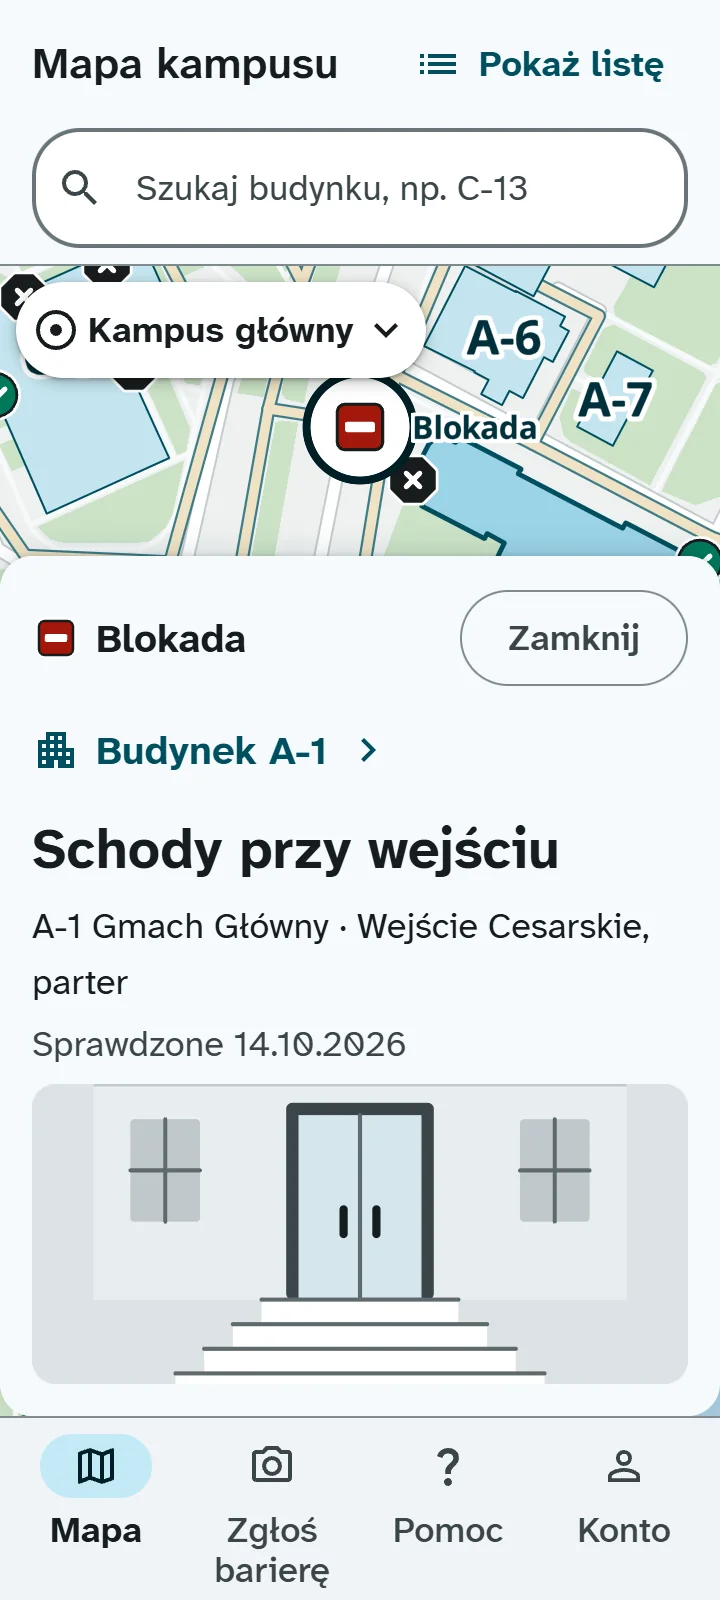 Mapa kampusu
Pokaż listę
Szukaj budynku, np. C-13
Kampus główny
A-6
A-7
Blokada
Blokada
Zamknij
Budynek A-1
Schody przy wejściu
A-1 Gmach Główny · Wejście Cesarskie,
parter
Sprawdzone 14.10.2026
Mapa
Zgłoś
barierę
Pomoc
Konto